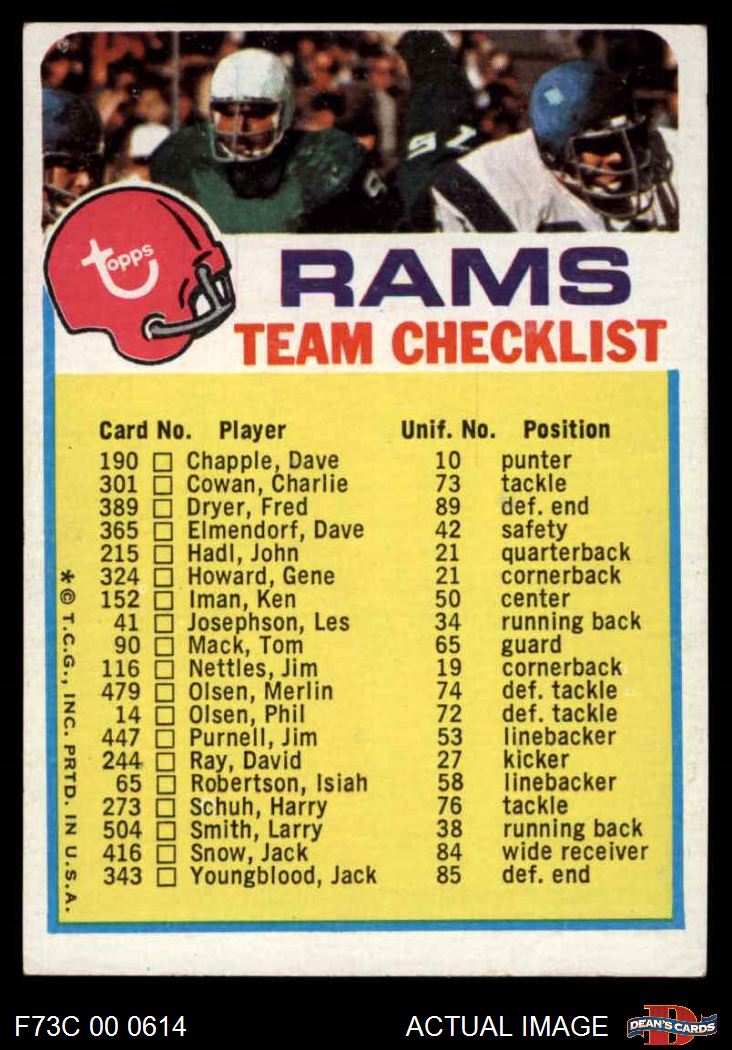 topps
RAMS
TEAM CHECKLIST
Card No. Player Unif. No. Position
190 Chapple, Dave 10 punter
301 Cowan, Charlie 73 tackle
389 Dryer, Fred 89 def. end
365 Elmendorf, Dave 42 safety
215 Hadl, John 21 quarterback
324 Howard, Gene 21 cornerback
152 Iman, Ken 50 center
41 Josephson, Les 34 running back
90 Mack, Tom 65 guard
116 Nettles, Jim 19 cornerback
479 Olsen, Merlin 74 def. tackle
14 Olsen, Phil 72 def. tackle
447 Purnell, Jim 53 linebacker
244 Ray, David 27 kicker
65 Robertson, Isiah 58 linebacker
273 Schuh, Harry 76 tackle
504 Smith, Larry 38 running back
416 Snow, Jack 84 wide receiver
343 Youngblood, Jack 85 def. end
* © T.C.G., INC. PRTD. IN U.S.A.
F73C 00 0614 ACTUAL IMAGE
D
DEAN'S CARDS